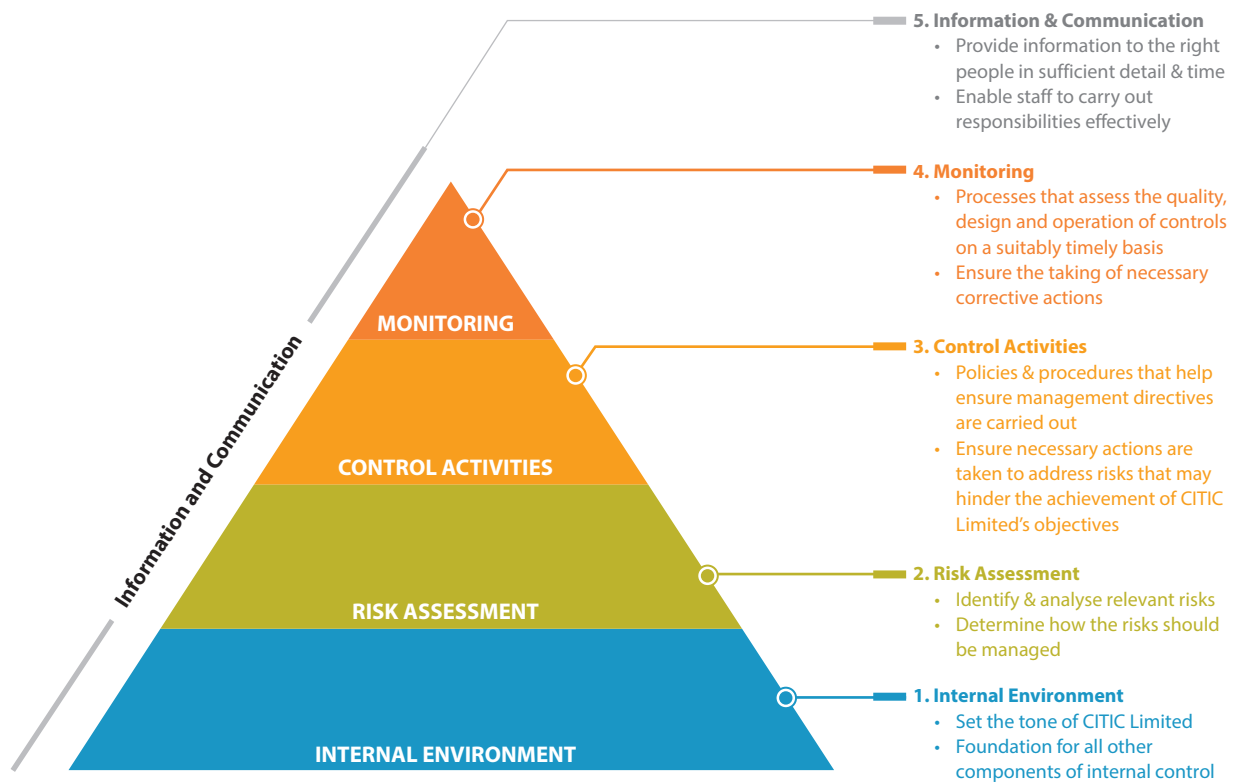 5. Information & Communication
• Provide information to the right
people in sufficient detail & time
• Enable staff to carry out
responsibilities effectively
4. Monitoring
• Processes that assess the quality,
design and operation of controls
on a suitably timely basis
• Ensure the taking of necessary
corrective actions
3. Control Activities
• Policies & procedures that help
ensure management directives
are carried out
• Ensure necessary actions are
taken to address risks that may
hinder the achievement of CITIC
Limited’s objectives
2. Risk Assessment
• Identify & analyse relevant risks
• Determine how the risks should
be managed
1. Internal Environment
• Set the tone of CITIC Limited
• Foundation for all other
components of internal control
Information and Communication
MONITORING
CONTROL ACTIVITIES
RISK ASSESSMENT
INTERNAL ENVIRONMENT